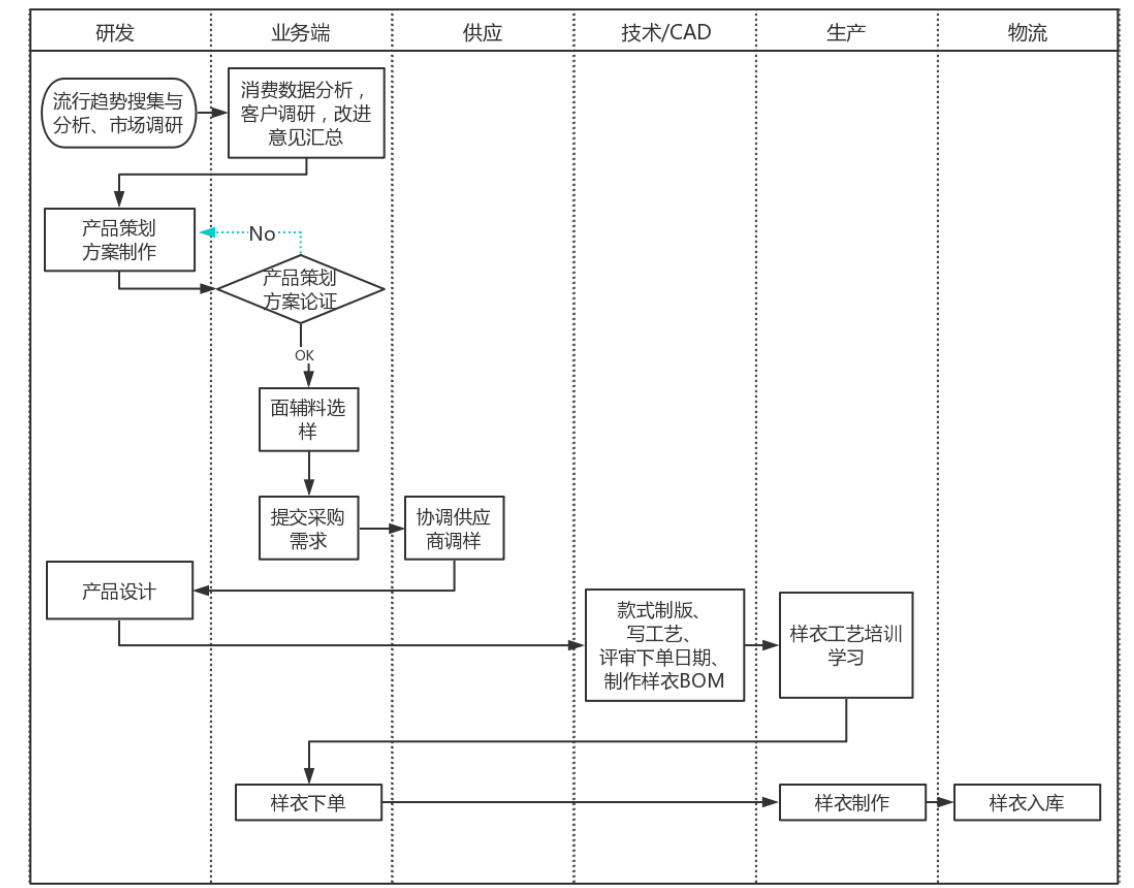 研发
业务端
供应
技术/CAD
生产
物流
流行趋势搜集与
分析、市场调研
消费数据分析，
客户调研，改进
意见汇总
产品策划
方案制作
No
产品策划
方案论证
OK
面辅料选
样
提交采购
需求
协调供应
商调样
产品设计
款式制版、
写工艺、
评审下单日期、
制作样衣BOM
样衣工艺培训
学习
样衣下单
样衣制作
样衣入库